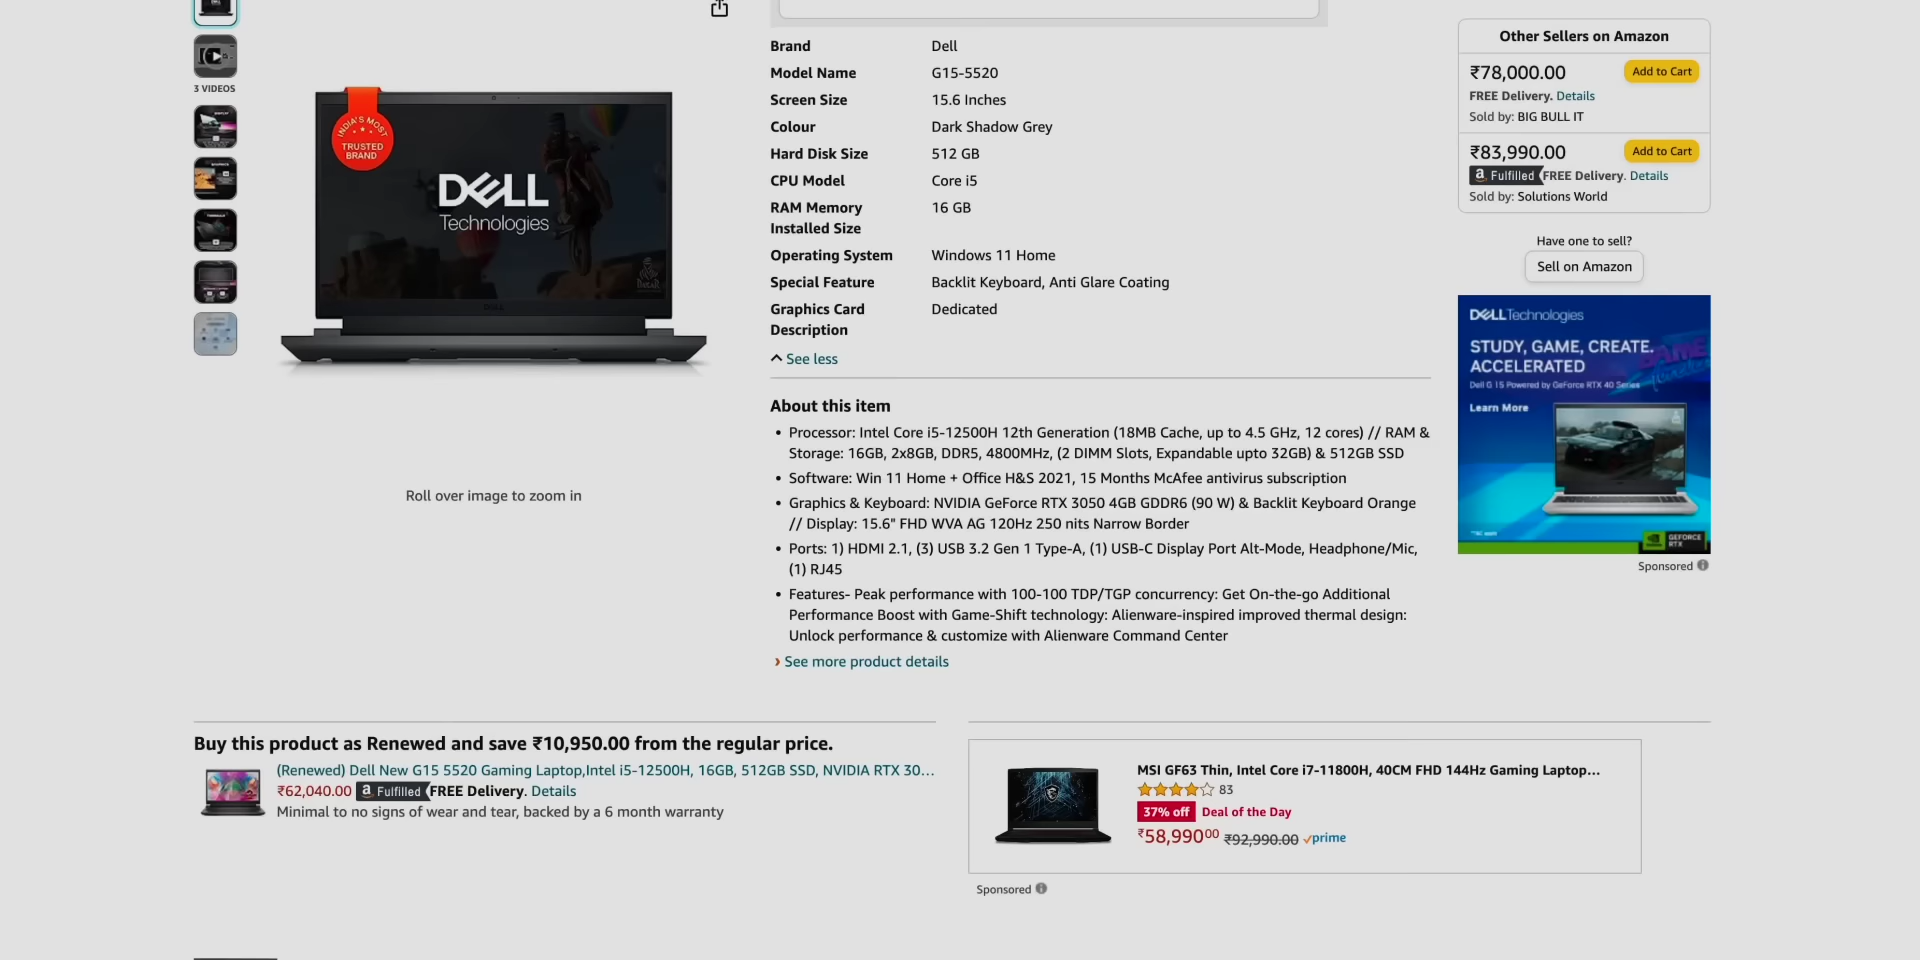 3 VIDEOS
INDIA'S MOST
TRUSTED
BRAND
DELL
Technologies
DAKAR
DELL
Roll over image to zoom in
Brand Dell
Model Name G15-5520
Screen Size 15.6 Inches
Colour Dark Shadow Grey
Hard Disk Size 512 GB
CPU Model Core i5
RAM Memory 16 GB
Installed Size
Operating System Windows 11 Home
Special Feature Backlit Keyboard, Anti Glare Coating
Graphics Card Dedicated
Description
See less
About this item
• Processor: Intel Core i5-12500H 12th Generation (18MB Cache, up to 4.5 GHz, 12 cores) // RAM &
Storage: 16GB, 2x8GB, DDR5, 4800MHz, (2 DIMM Slots, Expandable upto 32GB) & 512GB SSD
• Software: Win 11 Home + Office H&S 2021, 15 Months McAfee antivirus subscription
• Graphics & Keyboard: NVIDIA GeForce RTX 3050 4GB GDDR6 (90 W) & Backlit Keyboard Orange
// Display: 15.6" FHD WVA AG 120Hz 250 nits Narrow Border
• Ports: 1) HDMI 2.1, (3) USB 3.2 Gen 1 Type-A, (1) USB-C Display Port Alt-Mode, Headphone/Mic,
(1) RJ45
• Features- Peak performance with 100-100 TDP/TGP concurrency: Get On-the-go Additional
Performance Boost with Game-Shift technology: Alienware-inspired improved thermal design:
Unlock performance & customize with Alienware Command Center
› See more product details
Other Sellers on Amazon
₹78,000.00 Add to Cart
FREE Delivery. Details
Sold by: BIG BULL IT
₹83,990.00 Add to Cart
a Fulfilled FREE Delivery. Details
Sold by: Solutions World
Have one to sell?
Sell on Amazon
DELLTechnologies
STUDY, GAME, CREATE.
ACCELERATED
GAME
forever
Dell G 15 Powered by GeForce RTX 40 Series
Learn More
GEFORCE
RTX
Sponsored
Buy this product as Renewed and save ₹10,950.00 from the regular price.
(Renewed) Dell New G15 5520 Gaming Laptop,Intel i5-12500H, 16GB, 512GB SSD, NVIDIA RTX 30...
₹62,040.00 a Fulfilled FREE Delivery. Details
Minimal to no signs of wear and tear, backed by a 6 month warranty
MSI GF63 Thin, Intel Core i7-11800H, 40CM FHD 144Hz Gaming Laptop...
83
37% off Deal of the Day
₹58,99000 ₹92,990.00 prime
Sponsored